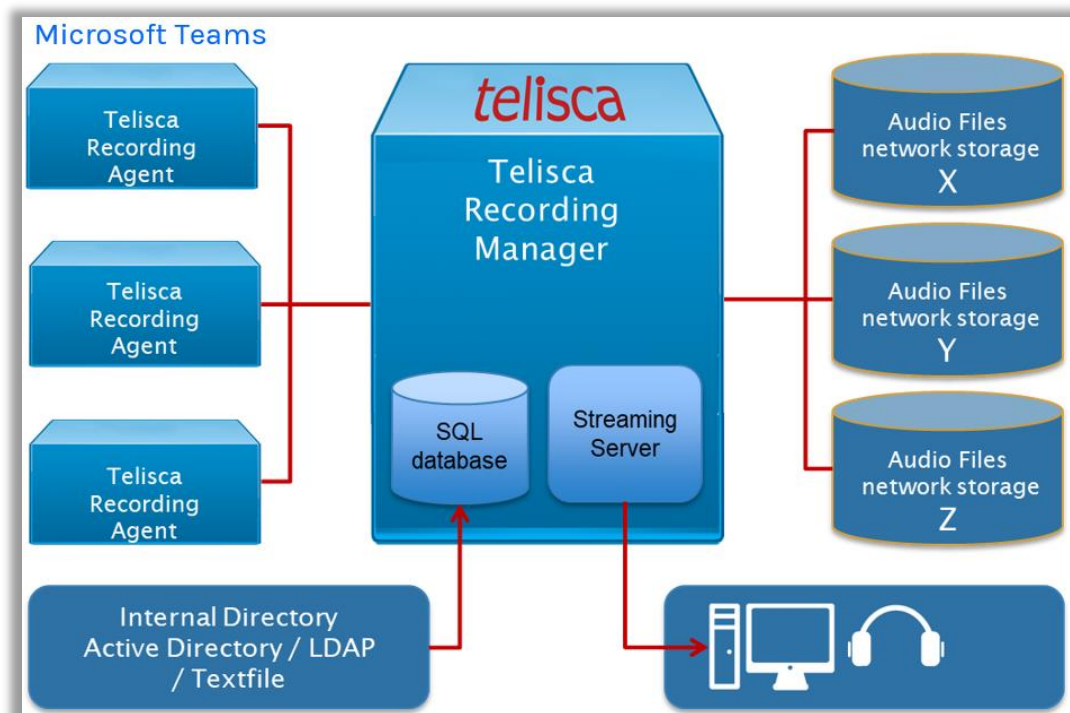 Microsoft Teams
Telisca
Recording
Agent
Telisca
Recording
Agent
Telisca
Recording
Agent
telisca
Telisca
Recording
Manager
SQL
database
Streaming
Server
Audio Files
network storage
X
Audio Files
network storage
Y
Audio Files
network storage
Z
Internal Directory
Active Directory / LDAP
/ Textfile